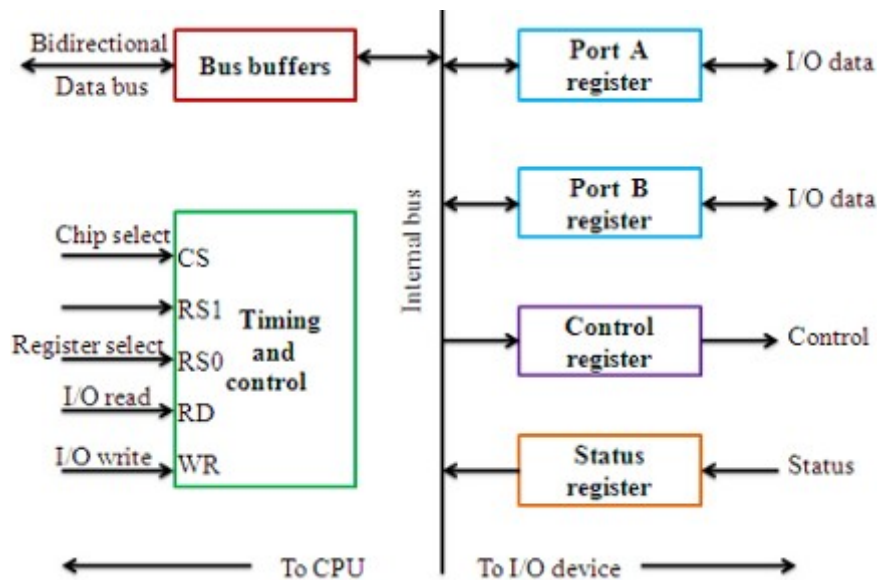 Bidirectional
Data bus
Bus buffers
Port A
register
I/O data
Port B
register
I/O data
Internal bus
Chip select
CS
RS1
Register select
RS0
I/O read
RD
I/O write
WR
Timing
and
control
Control
register
Control
Status
register
Status
To CPU
To I/O device